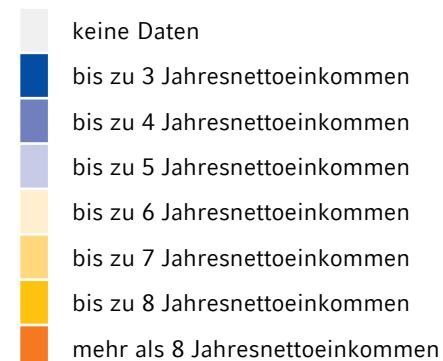 keine Daten
bis zu 3 Jahresnettoeinkommen
bis zu 4 Jahresnettoeinkommen
bis zu 5 Jahresnettoeinkommen
bis zu 6 Jahresnettoeinkommen
bis zu 7 Jahresnettoeinkommen
bis zu 8 Jahresnettoeinkommen
mehr als 8 Jahresnettoeinkommen